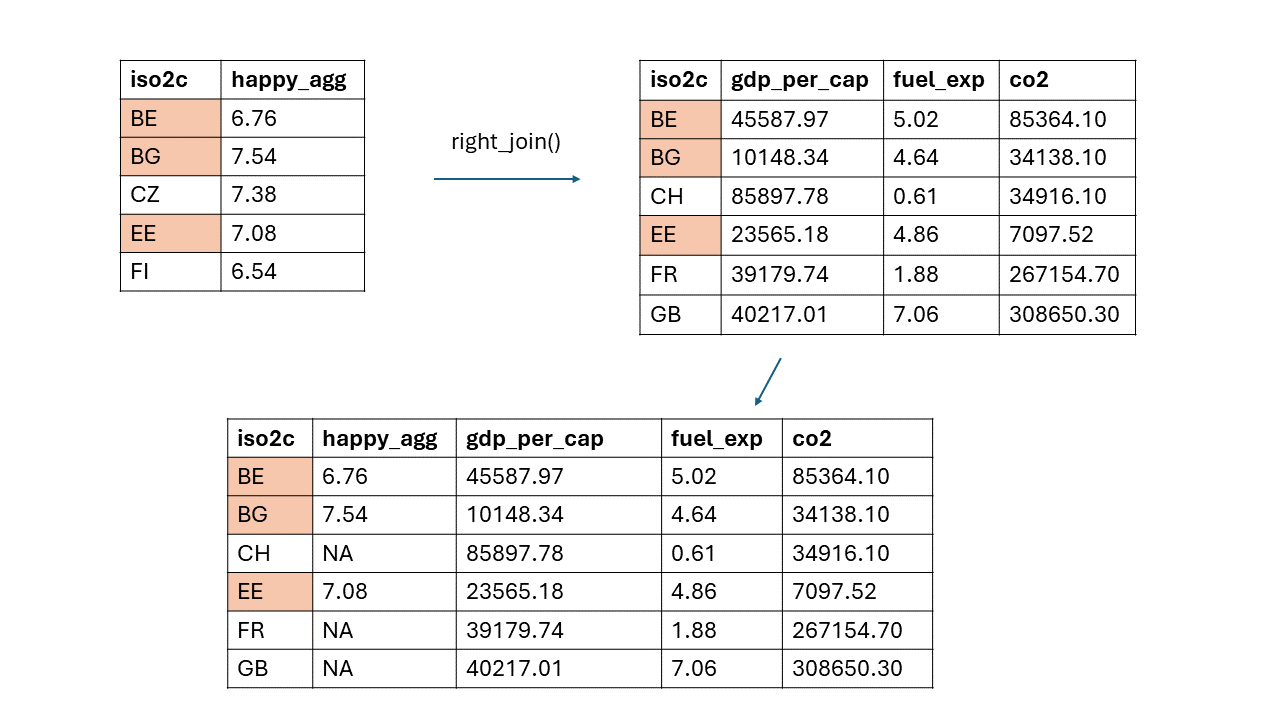 iso2c happy_agg
BE 6.76
BG 7.54
CZ 7.38
EE 7.08
FI 6.54
right_join()
iso2c gdp_per_cap fuel_exp co2
BE 45587.97 5.02 85364.10
BG 10148.34 4.64 34138.10
CH 85897.78 0.61 34916.10
EE 23565.18 4.86 7097.52
FR 39179.74 1.88 267154.70
GB 40217.01 7.06 308650.30
iso2c happy_agg gdp_per_cap fuel_exp co2
BE 6.76 45587.97 5.02 85364.10
BG 7.54 10148.34 4.64 34138.10
CH NA 85897.78 0.61 34916.10
EE 7.08 23565.18 4.86 7097.52
FR NA 39179.74 1.88 267154.70
GB NA 40217.01 7.06 308650.30